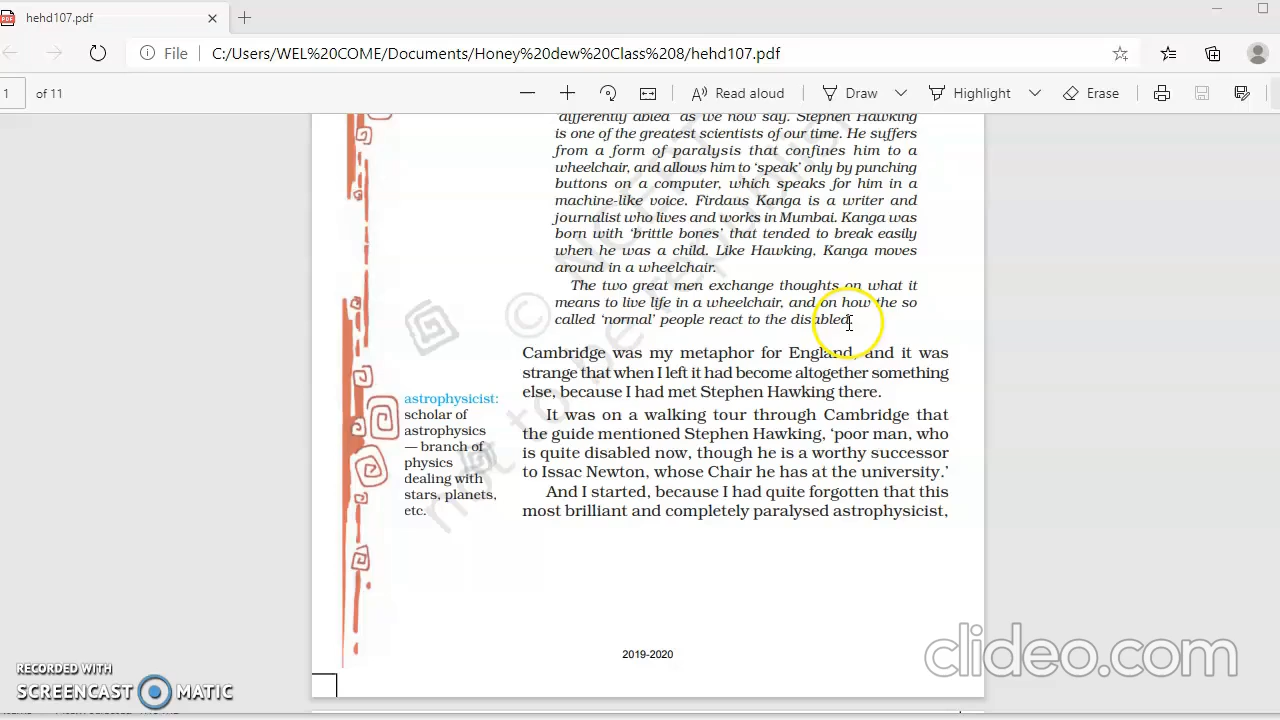 hehd107.pdf
File
C:/Users/WEL%20COME/Documents/Honey%20dew%20Class%208/hehd107.pdf
1 of 11
Read aloud
Draw
Highlight
Erase
'differently abled' as we now say. Stephen Hawking
is one of the greatest scientists of our time. He suffers
from a form of paralysis that confines him to a
wheelchair, and allows him to 'speak' only by punching
buttons on a computer, which speaks for him in a
machine-like voice. Firdaus Kanga is a writer and
journalist who lives and works in Mumbai. Kanga was
born with 'brittle bones' that tended to break easily
when he was a child. Like Hawking, Kanga moves
around in a wheelchair.
The two great men exchange thoughts on what it
means to live life in a wheelchair, and on how the so
called 'normal' people react to the disabled.
Cambridge was my metaphor for England, and it was
strange that when I left it had become altogether something
else, because I had met Stephen Hawking there.
It was on a walking tour through Cambridge that
the guide mentioned Stephen Hawking, 'poor man, who
is quite disabled now, though he is a worthy successor
to Issac Newton, whose Chair he has at the university.'
And I started, because I had quite forgotten that this
most brilliant and completely paralysed astrophysicist,
astrophysicist:
scholar of
astrophysics
— branch of
physics
dealing with
stars, planets,
etc.
© NCERT
not to be republished
2019-2020
clideo.com
RECORDED WITH
SCREENCAST MATIC